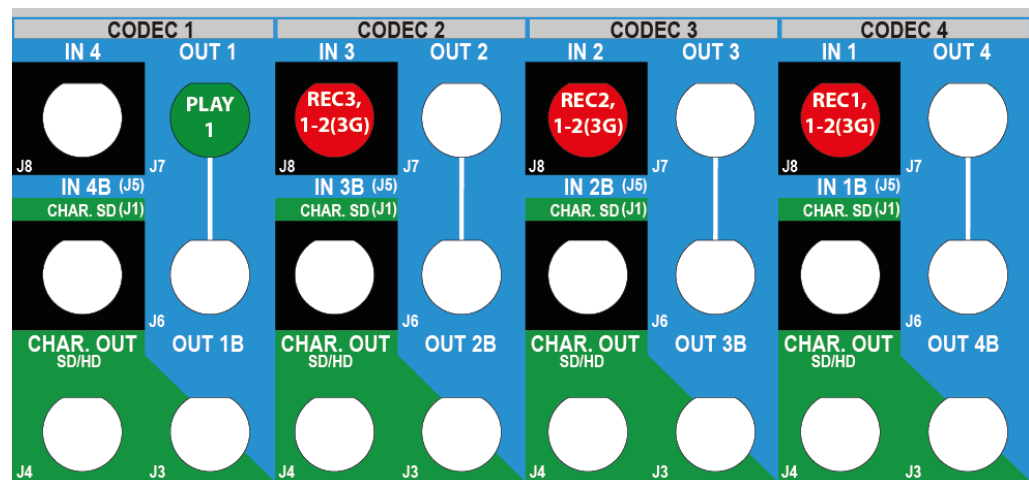 CODEC 1 CODEC 2 CODEC 3 CODEC 4
IN 4 OUT 1 IN 3 OUT 2 IN 2 OUT 3 IN 1 OUT 4
PLAY REC3, REC2, REC1,
1 1-2(3G) 1-2(3G) 1-2(3G)
J8 J7 J8 J7 J8 J7 J8 J7
IN 4B (J5) IN 3B (J5) IN 2B (J5) IN 1B (J5)
CHAR. SD (J1) CHAR. SD (J1) CHAR. SD (J1) CHAR. SD (J1)
J6 J6 J6 J6
CHAR. OUT OUT 1B CHAR. OUT OUT 2B CHAR. OUT OUT 3B CHAR. OUT OUT 4B
SD/HD SD/HD SD/HD SD/HD
J4 J3 J4 J3 J4 J3 J4 J3